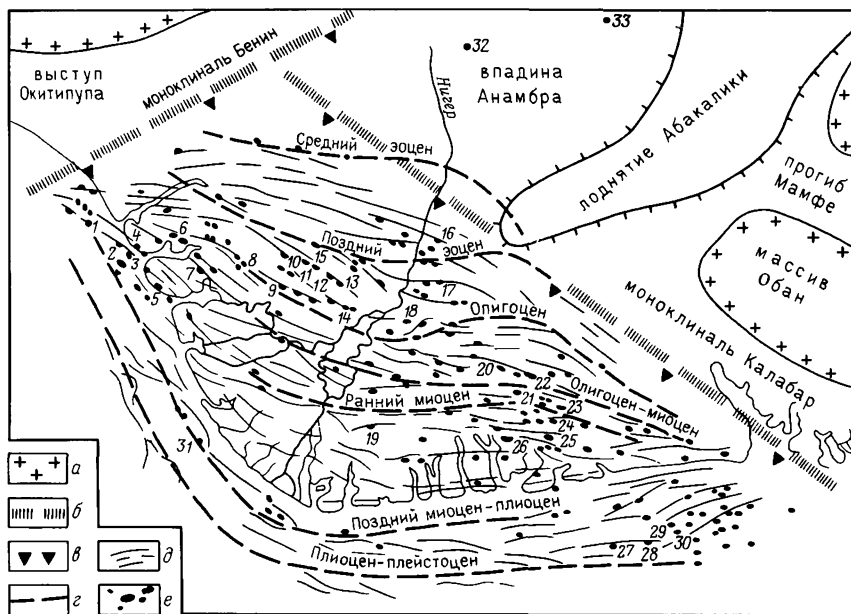 выступ
Окитипупа
моноклиналь Бенин
32
33
Нигер
впадина
Анамбра
поднятие Абакалики
прогиб
Мамфе
массив
Обан
моноклиналь Калабар
Средний эоцен
Поздний эоцен
Олигоцен
Олигоцен-миоцен
Ранний миоцен
Поздний миоцен-плиоцен
Плиоцен-плейстоцен
1
2
3
4
5
6
7
8
9
10
11
12
13
14
15
16
17
18
19
20
21
22
23
24
25
26
27
28
29
30
31
а
б
в
г
д
е